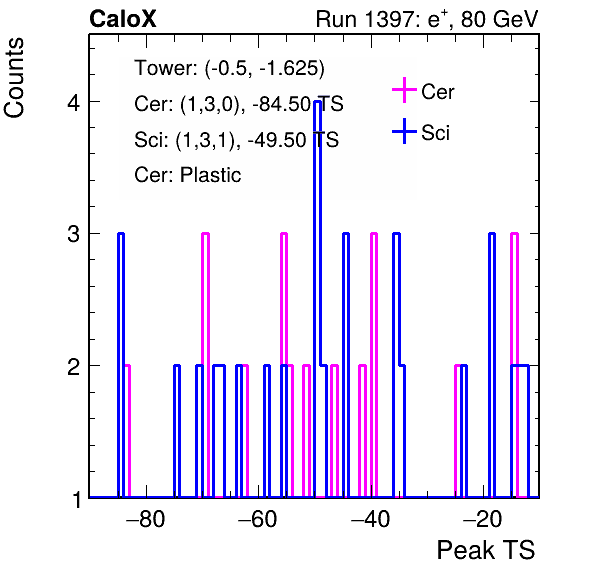 CaloX Run 1397: e⁺, 80 GeV
Counts
Tower: (-0.5, -1.625)
Cer: (1,3,0), -84.50 TS
Sci: (1,3,1), -49.50 TS
Cer: Plastic
Cer
Sci
4
3
2
1
−80 −60 −40 −20
Peak TS